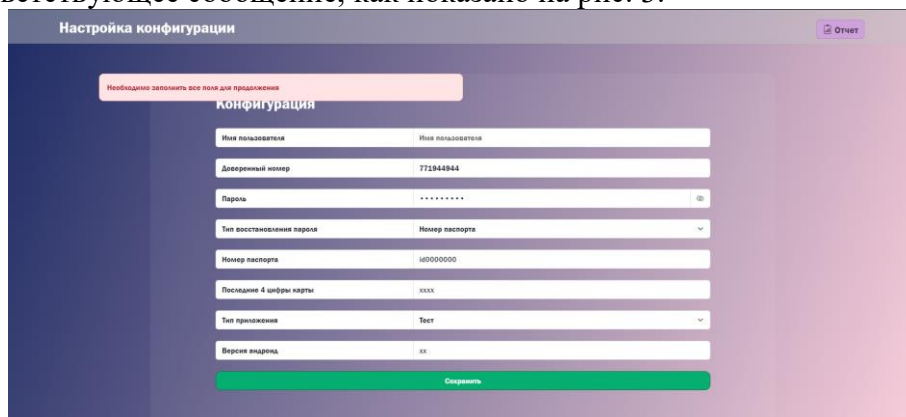 ветствующее сообщение, как показано на рис. 3.
Настройка конфигурации
Отчет
Необходимо заполнить все поля для продолжения
Конфигурация
Имя пользователя Имя пользователя
Доверенный номер 771944944
Пароль •••••••••
Тип восстановления пароля Номер паспорта
Номер паспорта id0000000
Последние 4 цифры карты xxxx
Тип приложения Тест
Версия андроид xx
Сохранить